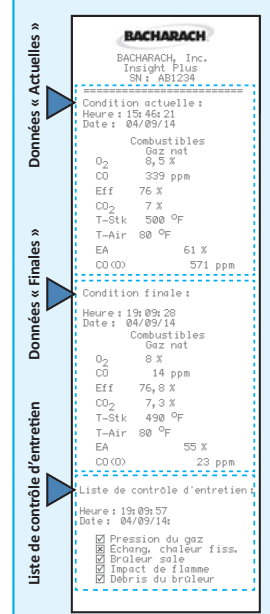 Données « Actuelles »
Données « Finales »
Liste de contrôle d'entretien
BACHARACH
BACHARACH, Inc.
Insight Plus
SN: AB1234
==========================
Condition actuelle:
Heure: 15:46:21
Date: 04/09/14
Combustibles
Gaz nat
O2 8,5 %
CO 339 ppm
Eff 76 %
CO2 7 %
T-Stk 500 °F
T-Air 80 °F
EA 61 %
CO(O) 571 ppm
Condition finale:
Heure: 19:09:28
Date: 04/09/14
Combustibles
Gaz nat
O2 8 %
CO 14 ppm
Eff 76,8 %
CO2 7,3 %
T-Stk 490 °F
T-Air 80 °F
EA 55 %
CO(O) 23 ppm
Liste de contrôle d'entretien:
Heure: 19:09:57
Date: 04/09/14:
☑ Pression du gaz
☒ Échang. chaleur fiss.
☑ Brûleur sale
☑ Impact de flamme
☑ Débris du brûleur